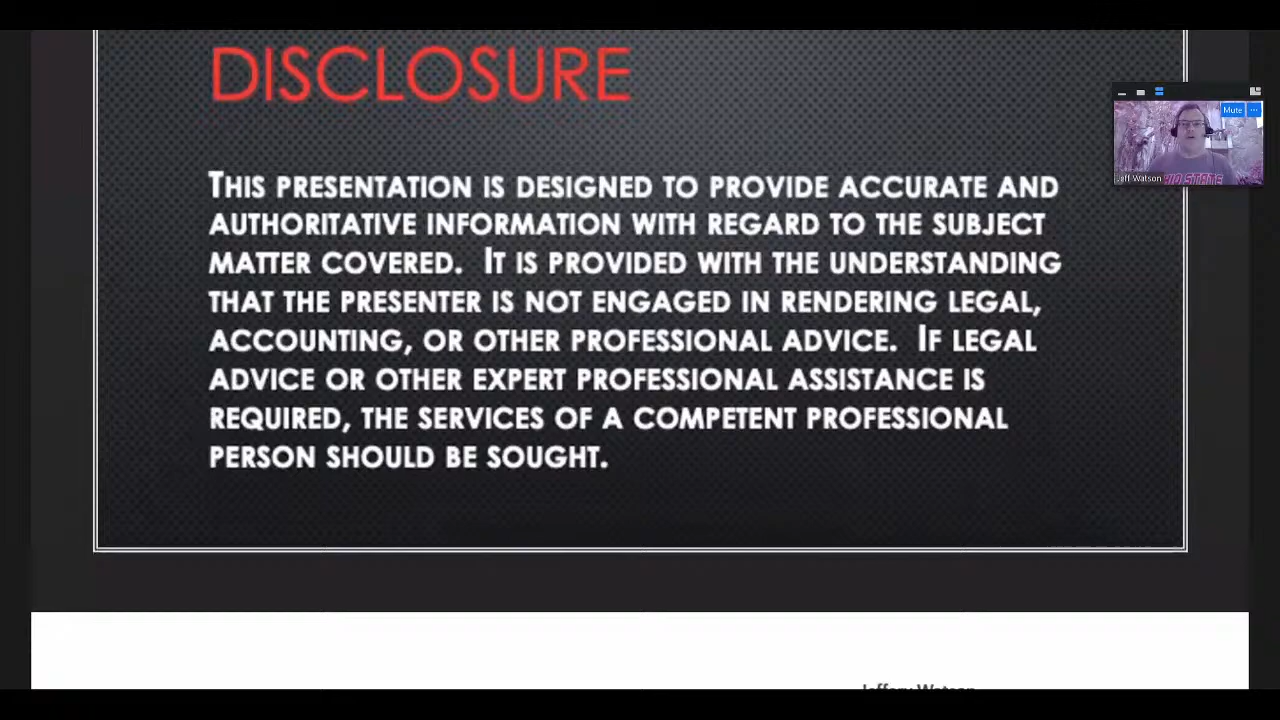 DISCLOSURE
Mute
Jeff Watson
THIS PRESENTATION IS DESIGNED TO PROVIDE ACCURATE AND
AUTHORITATIVE INFORMATION WITH REGARD TO THE SUBJECT
MATTER COVERED. IT IS PROVIDED WITH THE UNDERSTANDING
THAT THE PRESENTER IS NOT ENGAGED IN RENDERING LEGAL,
ACCOUNTING, OR OTHER PROFESSIONAL ADVICE. IF LEGAL
ADVICE OR OTHER EXPERT PROFESSIONAL ASSISTANCE IS
REQUIRED, THE SERVICES OF A COMPETENT PROFESSIONAL
PERSON SHOULD BE SOUGHT.
Jeffery Watson